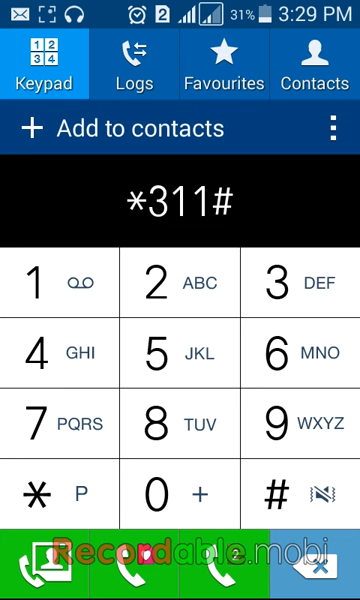 2 31% 3:29 PM
1 2 3 4
Keypad Logs Favourites Contacts
+ Add to contacts
*311#
1 2 ABC 3 DEF
4 GHI 5 JKL 6 MNO
7 PQRS 8 TUV 9 WXYZ
* P 0 + #
2
Recordable.mobi